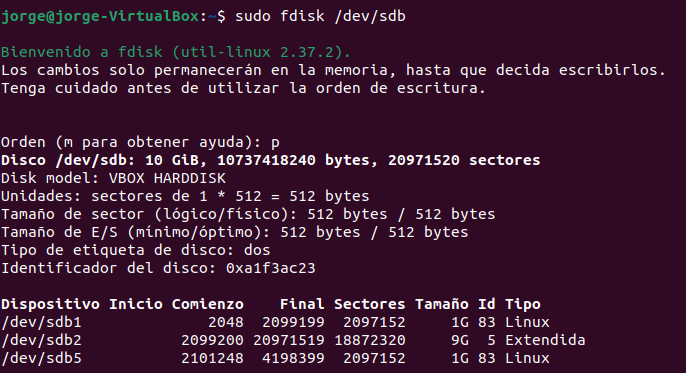 jorge@jorge-VirtualBox:~$ sudo fdisk /dev/sdb
Bienvenido a fdisk (util-linux 2.37.2).
Los cambios solo permanecerán en la memoria, hasta que decida escribirlos.
Tenga cuidado antes de utilizar la orden de escritura.
Orden (m para obtener ayuda): p
Disco /dev/sdb: 10 GiB, 10737418240 bytes, 20971520 sectores
Disk model: VBOX HARDDISK
Unidades: sectores de 1 * 512 = 512 bytes
Tamaño de sector (lógico/físico): 512 bytes / 512 bytes
Tamaño de E/S (mínimo/óptimo): 512 bytes / 512 bytes
Tipo de etiqueta de disco: dos
Identificador del disco: 0xa1f3ac23
Dispositivo Inicio Comienzo    Final Sectores Tamaño Id Tipo
/dev/sdb1              2048  2099199  2097152     1G 83 Linux
/dev/sdb2           2099200 20971519 18872320     9G  5 Extendida
/dev/sdb5           2101248  4198399  2097152     1G 83 Linux